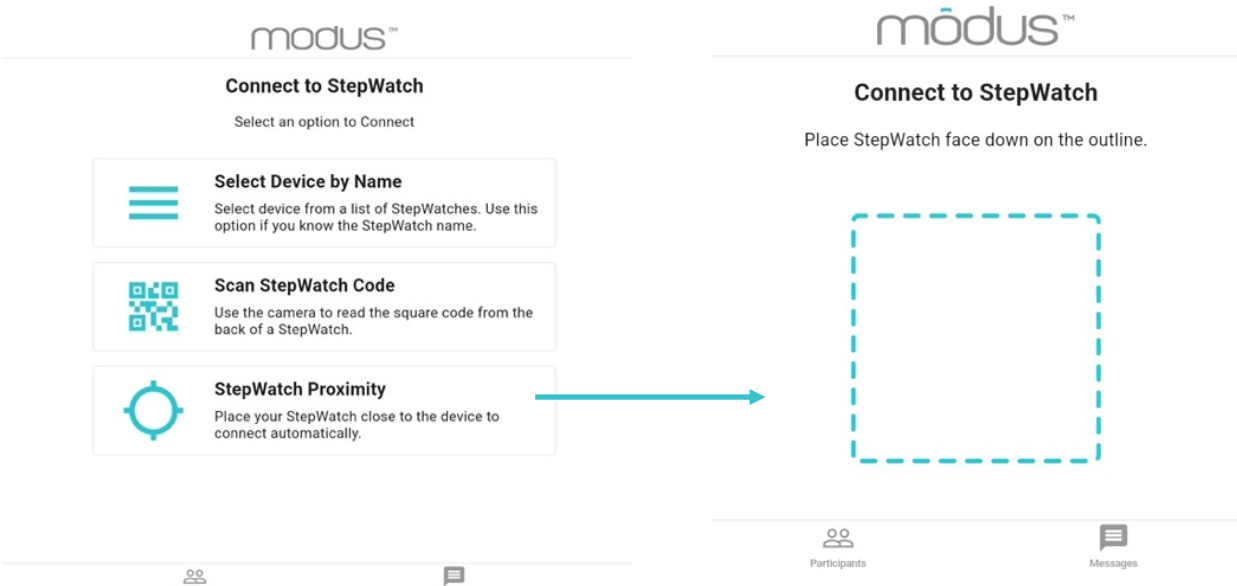 modus™
Connect to StepWatch
Select an option to Connect
Select Device by Name
Select device from a list of StepWatches. Use this
option if you know the StepWatch name.
Scan StepWatch Code
Use the camera to read the square code from the
back of a StepWatch.
StepWatch Proximity
Place your StepWatch close to the device to
connect automatically.
mōdus™
Connect to StepWatch
Place StepWatch face down on the outline.
Participants
Messages